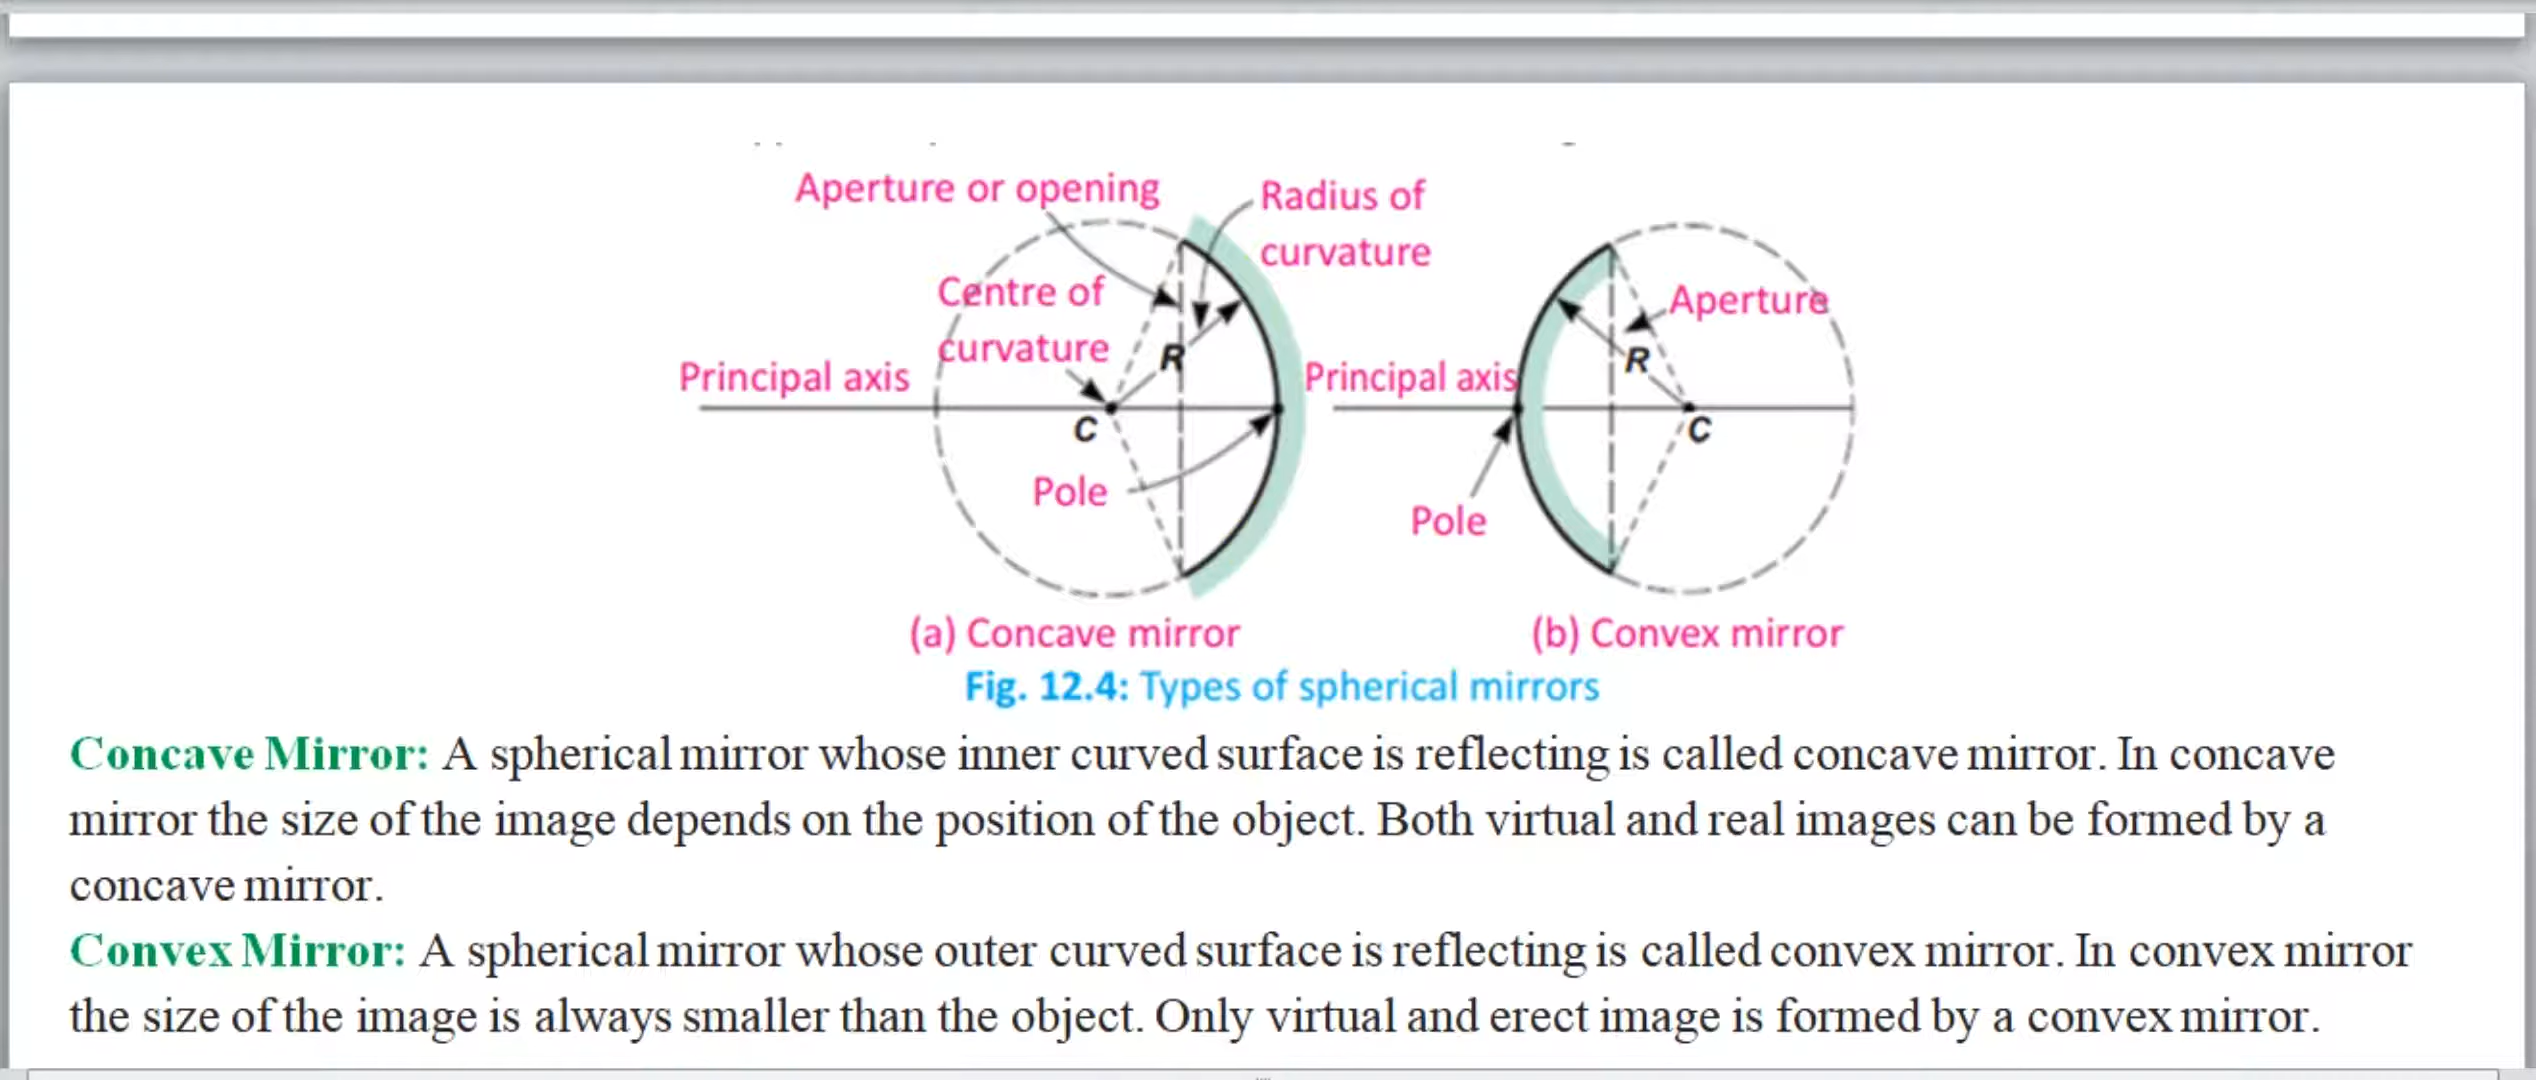 Aperture or opening
Radius of
curvature
Centre of
curvature
Principal axis
R
C
Pole
Principal axis
Aperture
R
C
Pole
(a) Concave mirror
(b) Convex mirror
Fig. 12.4: Types of spherical mirrors
Concave Mirror: A spherical mirror whose inner curved surface is reflecting is called concave mirror. In concave
mirror the size of the image depends on the position of the object. Both virtual and real images can be formed by a
concave mirror.
Convex Mirror: A spherical mirror whose outer curved surface is reflecting is called convex mirror. In convex mirror
the size of the image is always smaller than the object. Only virtual and erect image is formed by a convex mirror.